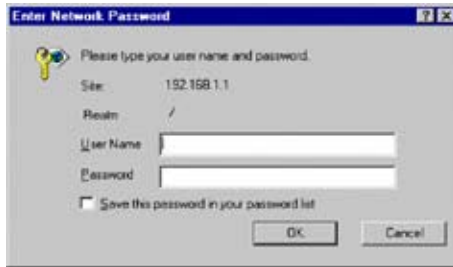 Enter Network Password
Please type your user name and password.
Site: 192.168.1.1
Realm /
User Name
Password
Save this password in your password list
OK Cancel